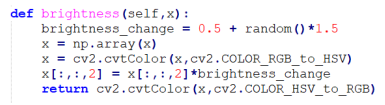 def brightness(self,x):
    brightness_change = 0.5 + random()*1.5
    x = np.array(x)
    x = cv2.cvtColor(x,cv2.COLOR_RGB_to_HSV)
    x[:,:,2] = x[:,:,2]*brightness_change
    return cv2.cvtColor(x,cv2.COLOR_HSV_to_RGB)